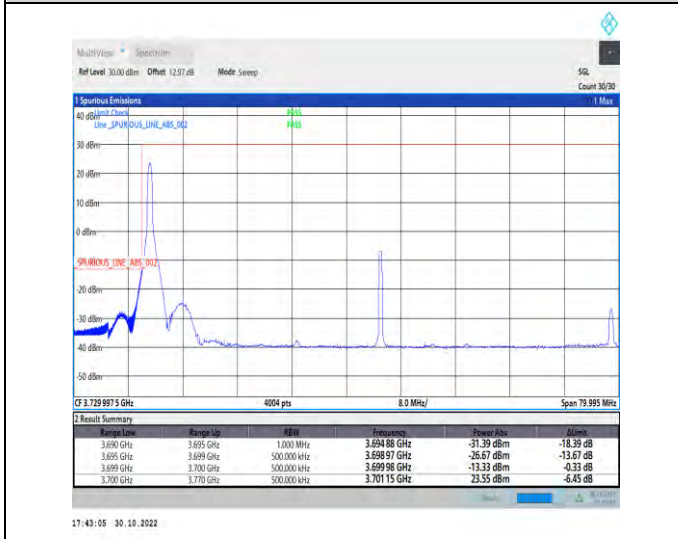 MultiView Spectrum
Ref Level 30.00 dBm Offset 12.97 dB Mode Sweep SGL
Count 30/30
1 Spurious Emissions 1 Max
40 dBm Limit Check PASS
Line _SPURIOUS_LINE_ABS_002 PASS
30 dBm
20 dBm
10 dBm
0 dBm
_SPURIOUS_LINE_ABS_002
-20 dBm
-30 dBm
-40 dBm
-50 dBm
CF 3.729 997 5 GHz 4004 pts 8.0 MHz/ Span 79.995 MHz
2 Result Summary
Range Low Range Up RBW Frequency Power Abs ΔLimit
3.690 GHz 3.695 GHz 1.000 MHz 3.694 88 GHz -31.39 dBm -18.39 dB
3.695 GHz 3.699 GHz 500.000 kHz 3.698 97 GHz -26.67 dBm -13.67 dB
3.699 GHz 3.700 GHz 500.000 kHz 3.699 98 GHz -13.33 dBm -0.33 dB
3.700 GHz 3.770 GHz 500.000 kHz 3.701 15 GHz 23.55 dBm -6.45 dB
17:43:05 30.10.2022